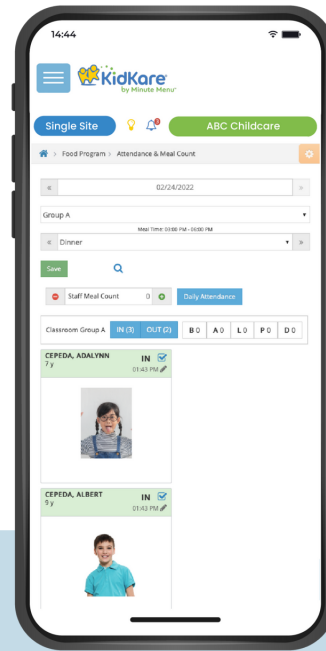 14:44
KidKare
by Minute Menu
Single Site
ABC Childcare
> Food Program > Attendance & Meal Count
« 02/24/2022 »
Group A
Meal Time: 03:00 PM - 06:00 PM
« Dinner »
Save
Staff Meal Count 0 Daily Attendance
Classroom Group A IN (3) OUT (2) B 0 A 0 L 0 P 0 D 0
CEPEDA, ADALYNN IN
7 y 01:43 PM
CEPEDA, ALBERT IN
9 y 01:43 PM